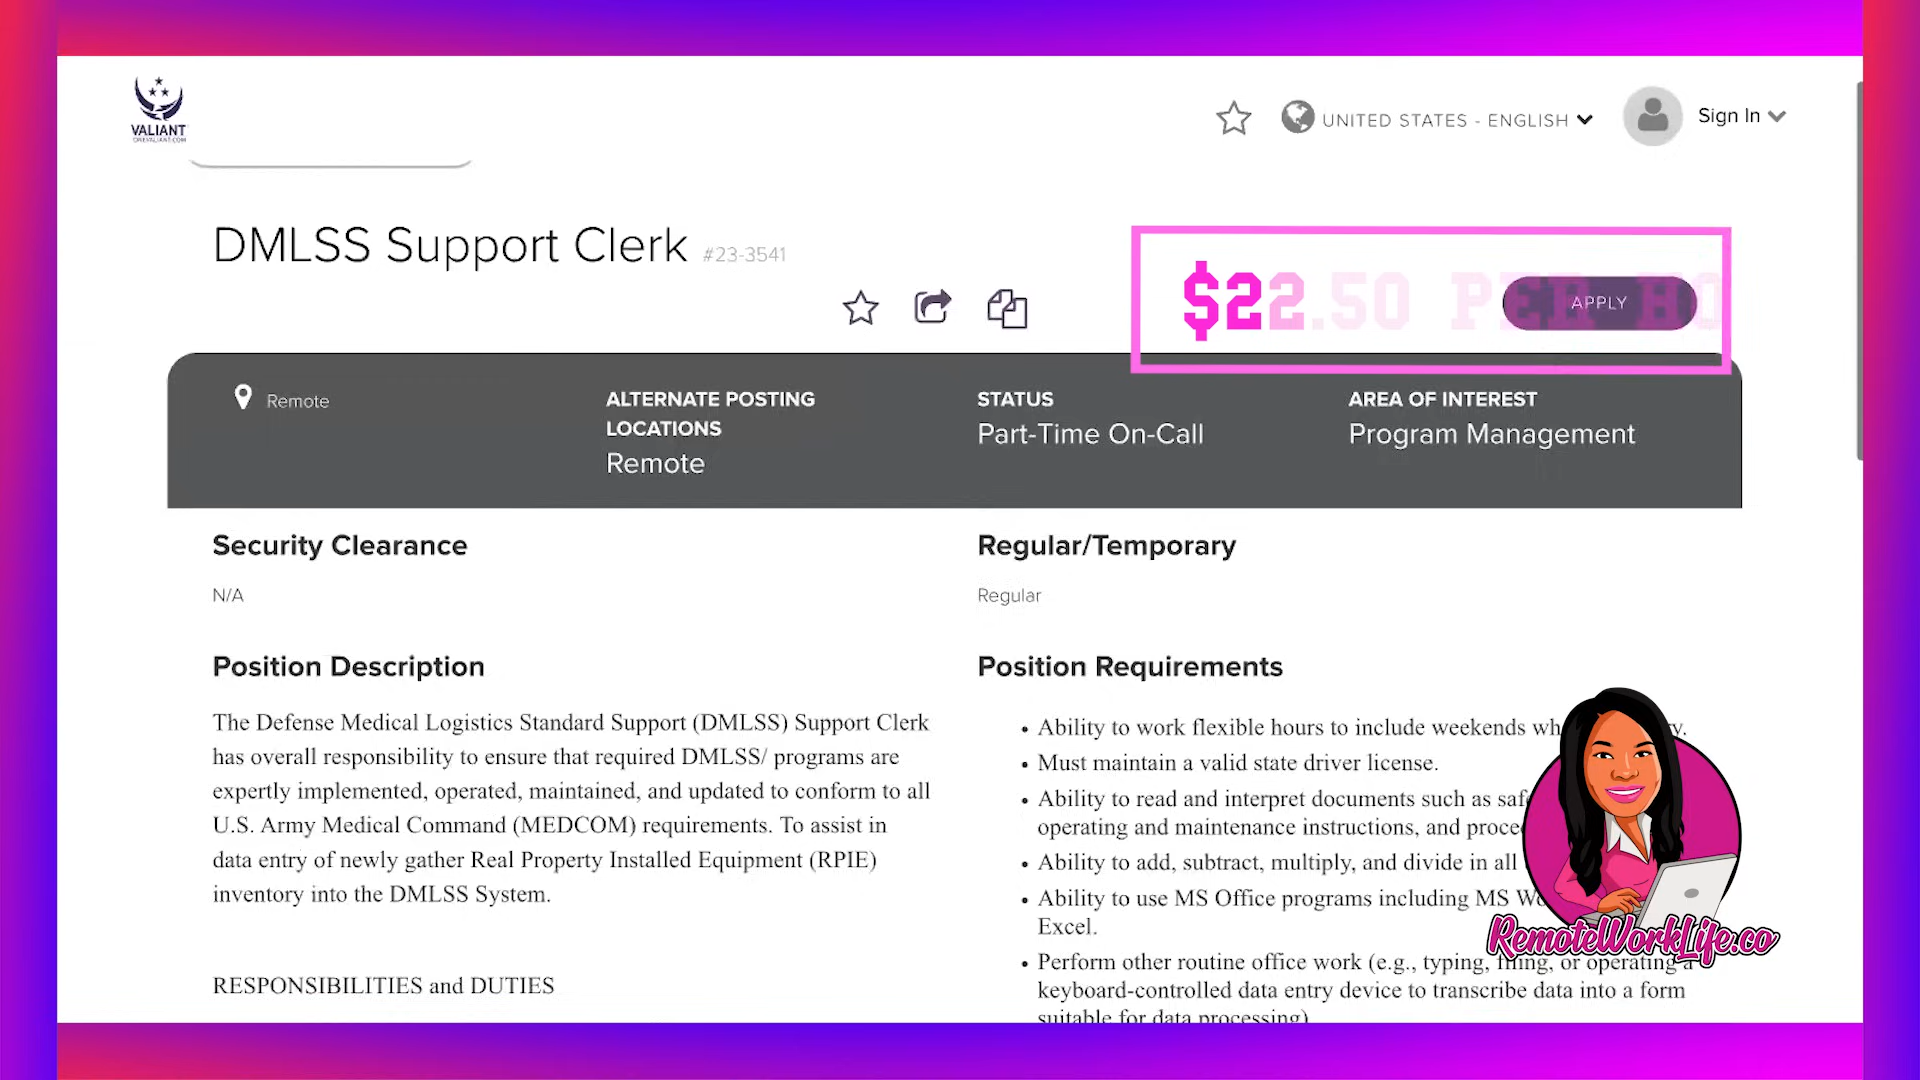 VALIANT
UNITED STATES - ENGLISH
Sign In
DMLSS Support Clerk #23-3541
$22.50 PER HO
APPLY
Remote
ALTERNATE POSTING
LOCATIONS
Remote
STATUS
Part-Time On-Call
AREA OF INTEREST
Program Management
Security Clearance
N/A
Regular/Temporary
Regular
Position Description
The Defense Medical Logistics Standard Support (DMLSS) Support Clerk
has overall responsibility to ensure that required DMLSS/ programs are
expertly implemented, operated, maintained, and updated to conform to all
U.S. Army Medical Command (MEDCOM) requirements. To assist in
data entry of newly gather Real Property Installed Equipment (RPIE)
inventory into the DMLSS System.
RESPONSIBILITIES and DUTIES
Position Requirements
• Ability to work flexible hours to include weekends
• Must maintain a valid state driver license.
• Ability to read and interpret documents such as
operating and maintenance instructions, and
• Ability to add, subtract, multiply, and divide in all
• Ability to use MS Office programs including MS
Excel.
• Perform other routine office work (e.g., typing, filing, or operating a
keyboard-controlled data entry device to transcribe data into a form
suitable for data processing)
RemoteWorkLife.co